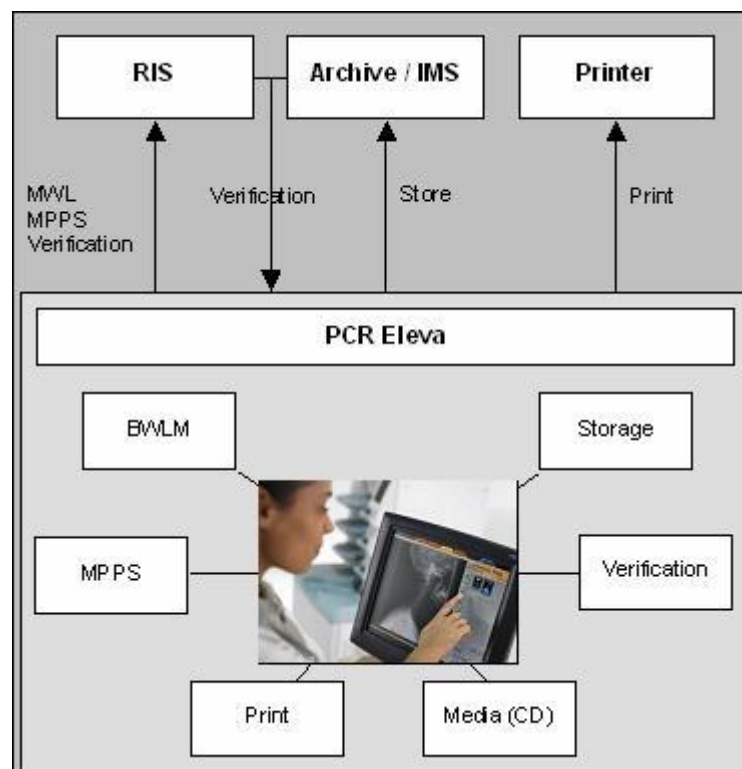 RIS
Archive / IMS
Printer
MWL
MPPS
Verification
Verification
Store
Print
PCR Eleva
BWLM
Storage
MPPS
Verification
Print
Media (CD)